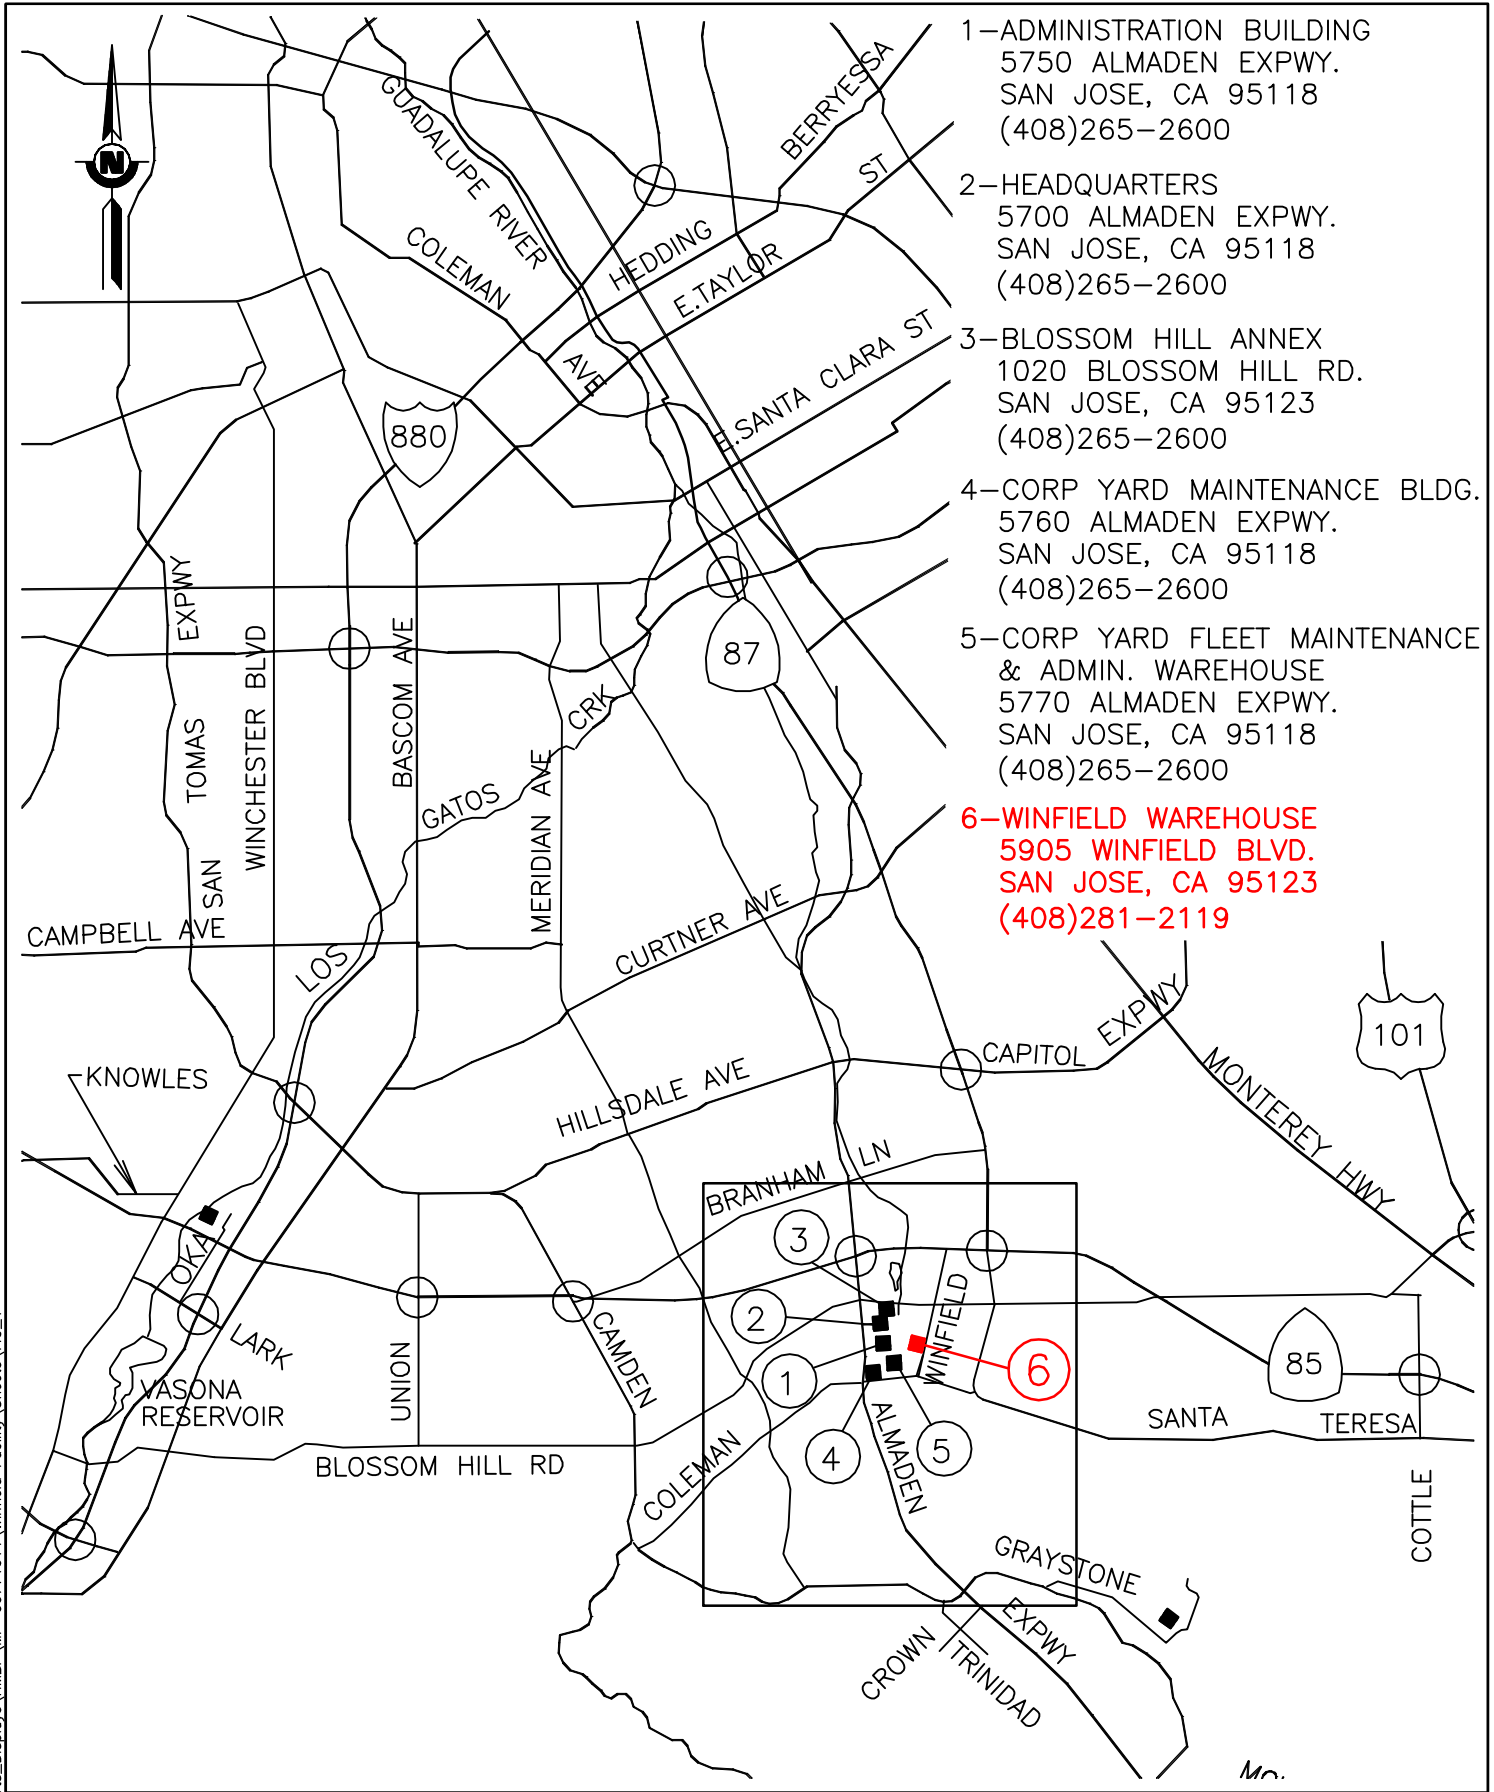 1-ADMINISTRATION BUILDING
5750 ALMADEN EXPWY.
SAN JOSE, CA 95118
(408)265-2600
2-HEADQUARTERS
5700 ALMADEN EXPWY.
SAN JOSE, CA 95118
(408)265-2600
3-BLOSSOM HILL ANNEX
1020 BLOSSOM HILL RD.
SAN JOSE, CA 95123
(408)265-2600
4-CORP YARD MAINTENANCE BLDG.
5760 ALMADEN EXPWY.
SAN JOSE, CA 95118
(408)265-2600
5-CORP YARD FLEET MAINTENANCE
& ADMIN. WAREHOUSE
5770 ALMADEN EXPWY.
SAN JOSE, CA 95118
(408)265-2600
6-WINFIELD WAREHOUSE
5905 WINFIELD BLVD.
SAN JOSE, CA 95123
(408)281-2119
N
GUADALUPE RIVER
BERRYESSA
ST
COLEMAN
AVE
HEDDING
E.TAYLOR
E.SANTA CLARA ST
880
87
SAN TOMAS EXPWY
WINCHESTER BLVD
BASCOM AVE
MERIDIAN AVE
LOS GATOS CRK
CAMPBELL AVE
CURTNER AVE
CAPITOL EXPWY
101
MONTEREY HWY
KNOWLES
HILLSDALE AVE
BRANHAM LN
OKA
LARK
VASONA
RESERVOIR
UNION
CAMDEN
BLOSSOM HILL RD
3
2
1
4
5
6
WINFIELD
85
SANTA TERESA
COTTLE
COLEMAN
ALMADEN
EXPWY
GRAYSTONE
CROWN
TRINIDAD